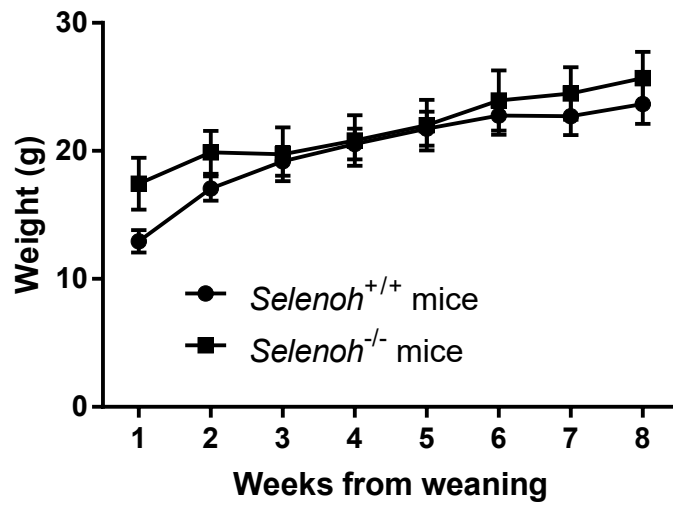 30
20
10
0
Weight (g)
Selenoh+/+ mice
Selenoh-/- mice
1 2 3 4 5 6 7 8
Weeks from weaning